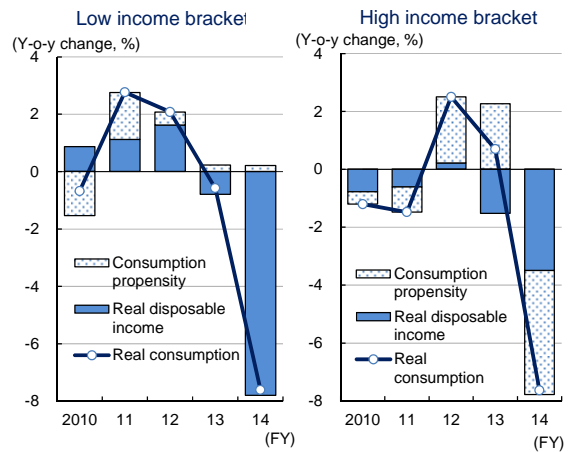 Low income bracket
(Y-o-y change, %)
4
2
0
-2
-4
-6
-8
Consumption
propensity
Real disposable
income
Real consumption
2010 11 12 13 14
(FY)
High income bracket
(Y-o-y change, %)
4
2
0
-2
-4
-6
-8
Consumption
propensity
Real disposable
income
Real
consumption
2010 11 12 13 14
(FY)